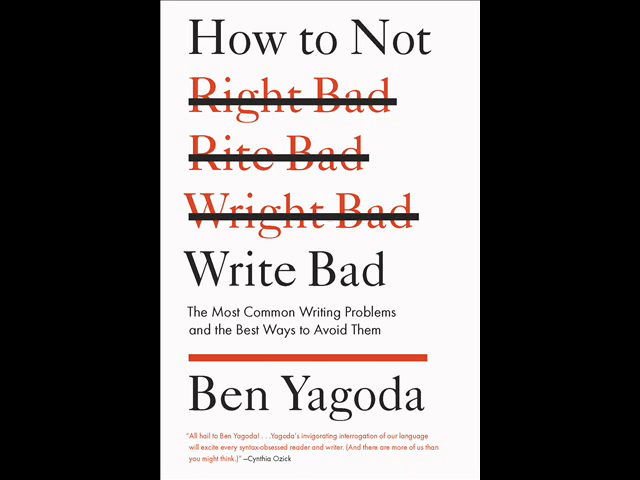 How to Not
Right Bad
Rite Bad
Wright Bad
Write Bad
The Most Common Writing Problems
and the Best Ways to Avoid Them
Ben Yagoda
"All hail to Ben Yagoda! . . .Yagoda's invigorating interrogation of our language
will excite every syntax-obsessed reader and writer. (And there are more of us than
you might think.)" —Cynthia Ozick